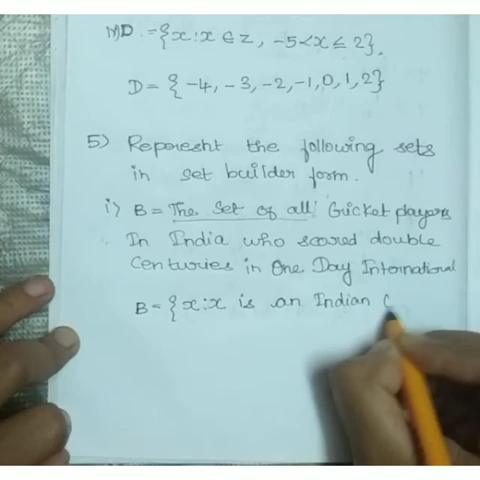 iv) D = {x : x ∈ Z, -5 < x ≤ 2}.
D = { -4, -3, -2, -1, 0, 1, 2}
5) Represent the following sets
in set builder form.
i) B = The set of all Cricket players
In India who scored double
Centuries in One Day International
B = { x : x is an Indian C